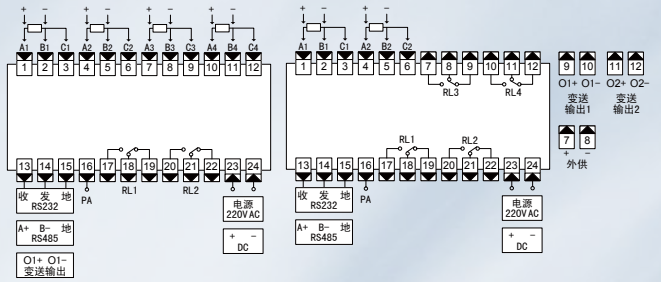 + - + - + - + -
A1 B1 C1 A2 B2 C2 A3 B3 C3 A4 B4 C4
1 2 3 4 5 6 7 8 9 10 11 12
13 14 15 16 17 18 19 20 21 22 23 24
RL1 RL2
PA
收 发 地
RS232
A+ B- 地
RS485
O1+ O1-
变送输出
电源
220V AC
+ -
DC
+ - + -
A1 B1 C1 A2 B2 C2
1 2 3 4 5 6 7 8 9 10 11 12
RL3 RL4
RL1 RL2
13 14 15 16 17 18 19 20 21 22 23 24
PA
收 发 地
RS232
A+ B- 地
RS485
电源
220V AC
+ -
DC
9 10 11 12
O1+ O1- O2+ O2-
变送
输出1
变送
输出2
7 8
+ -
外供